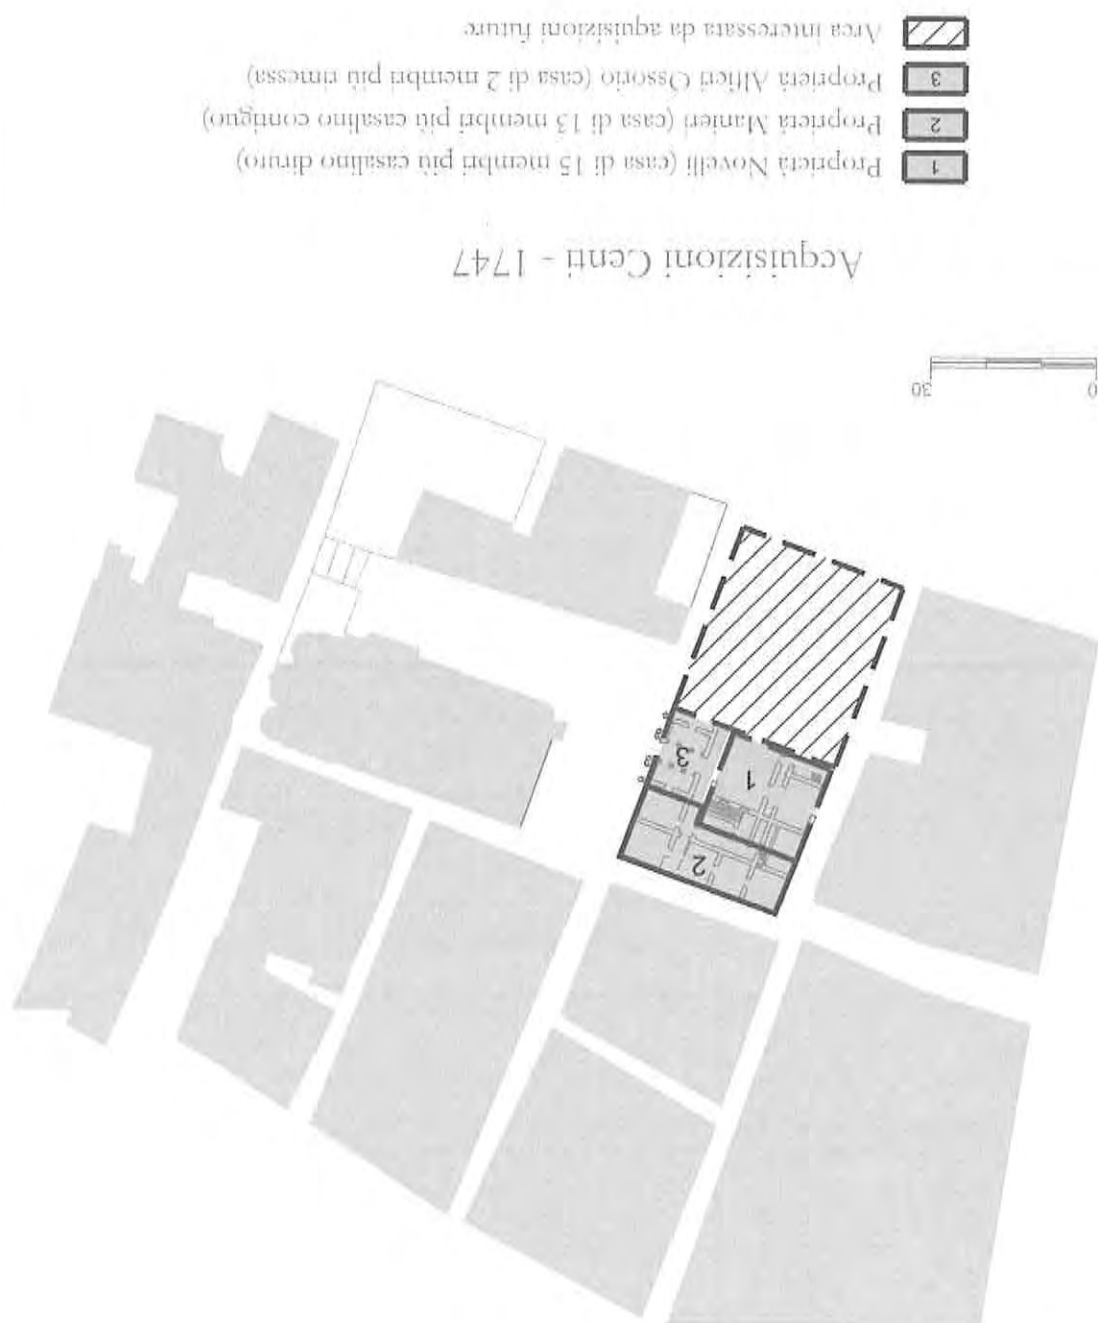 3
1
2
0
30
Acquisizioni Centi - 1747
1 Proprietà Novelli (casa di 15 membri più casalino diruto)
2 Proprietà Manieri (casa di 13 membri più casalino contiguo)
3 Proprietà Alfieri Ossorio (casa di 2 membri più rimessa)
Area interessata da aquisizioni future